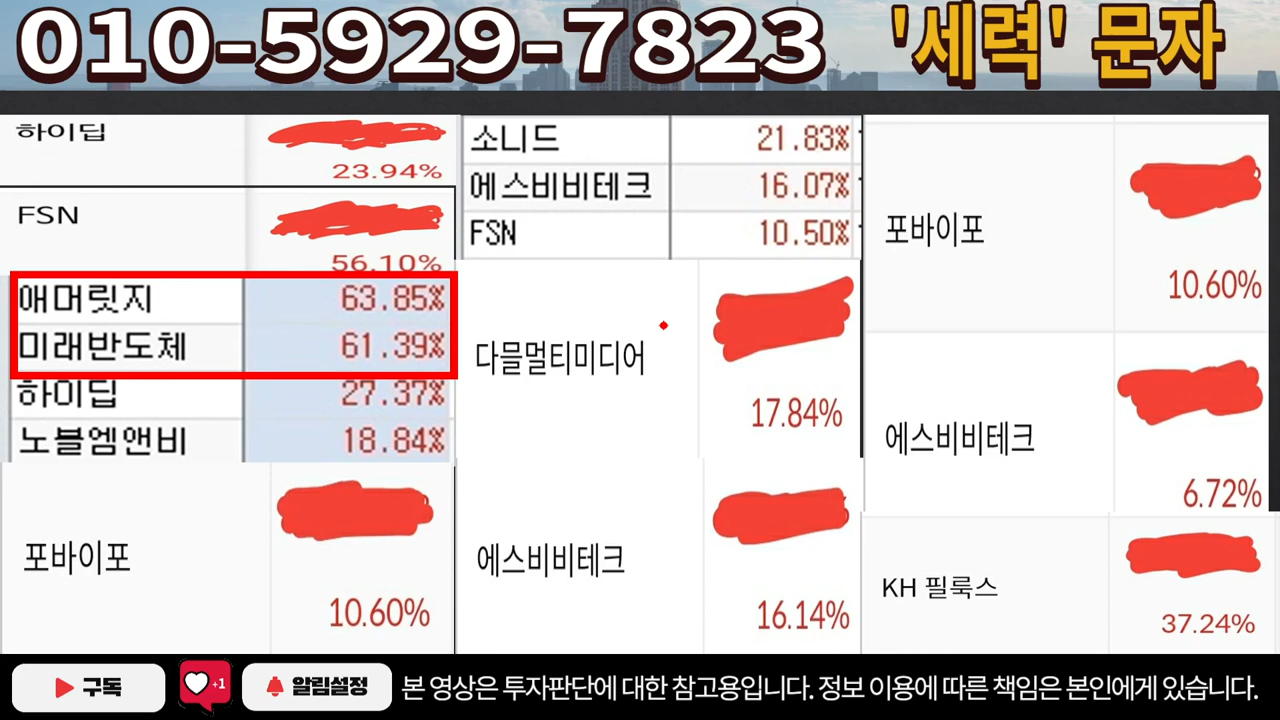 010-5929-7823 '세력' 문자
하이딥
23.94%
FSN
56.10%
애머릿지 63.85%
미래반도체 61.39%
하이딥 27.37%
노블엠앤비 18.84%
포바이포
10.60%
소니드 21.83%
에스비비테크 16.07%
FSN 10.50%
다믈멀티미디어
17.84%
에스비비테크
16.14%
포바이포
10.60%
에스비비테크
6.72%
KH 필룩스
37.24%
구독 +1 알림설정 본 영상은 투자판단에 대한 참고용입니다. 정보 이용에 따른 책임은 본인에게 있습니다.